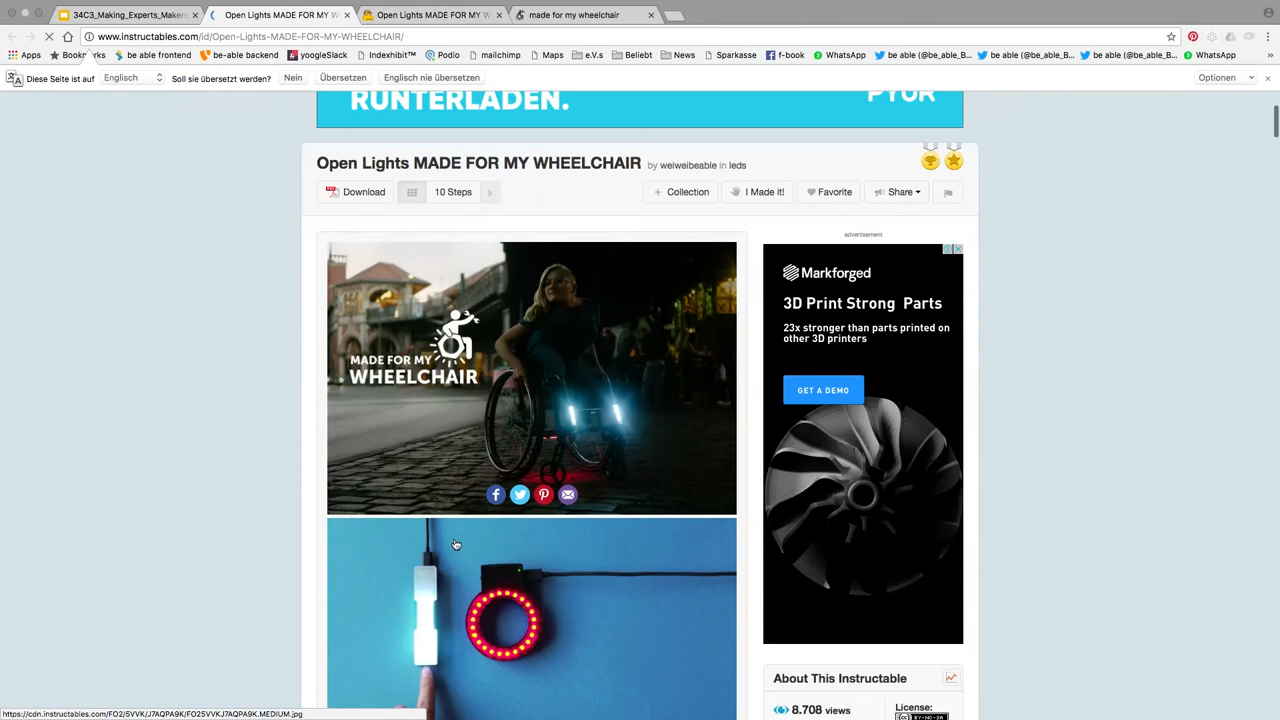 34C3_Making_Experts_Makers
Open Lights MADE FOR MY W
Open Lights MADE FOR MY W
made for my wheelchair
www.instructables.com/id/Open-Lights-MADE-FOR-MY-WHEELCHAIR/
Apps
Bookmarks
be able frontend
be-able backend
yoogleSlack
Indexhibit™
Podio
mailchimp
Maps
e.V.s
Beliebt
News
Sparkasse
f-book
WhatsApp
be able (@be_able_B...
be able (@be_able_B...
be able (@be_able_B...
WhatsApp
Diese Seite ist auf
Englisch
Soll sie übersetzt werden?
Nein
Übersetzen
Englisch nie übersetzen
Optionen
RUNTERLADEN.
PŸUR
Open Lights MADE FOR MY WHEELCHAIR by weiweibeable in leds
Download
10 Steps
Collection
I Made it!
Favorite
Share
advertisement
MADE FOR MY
WHEELCHAIR
Markforged
3D Print Strong Parts
23x stronger than parts printed on
other 3D printers
GET A DEMO
About This Instructable
8.708 views
License:
https://cdn.instructables.com/FO2/5VVK/J7AQPA9K/FO25VVKJ7AQPA9K.MEDIUM.jpg